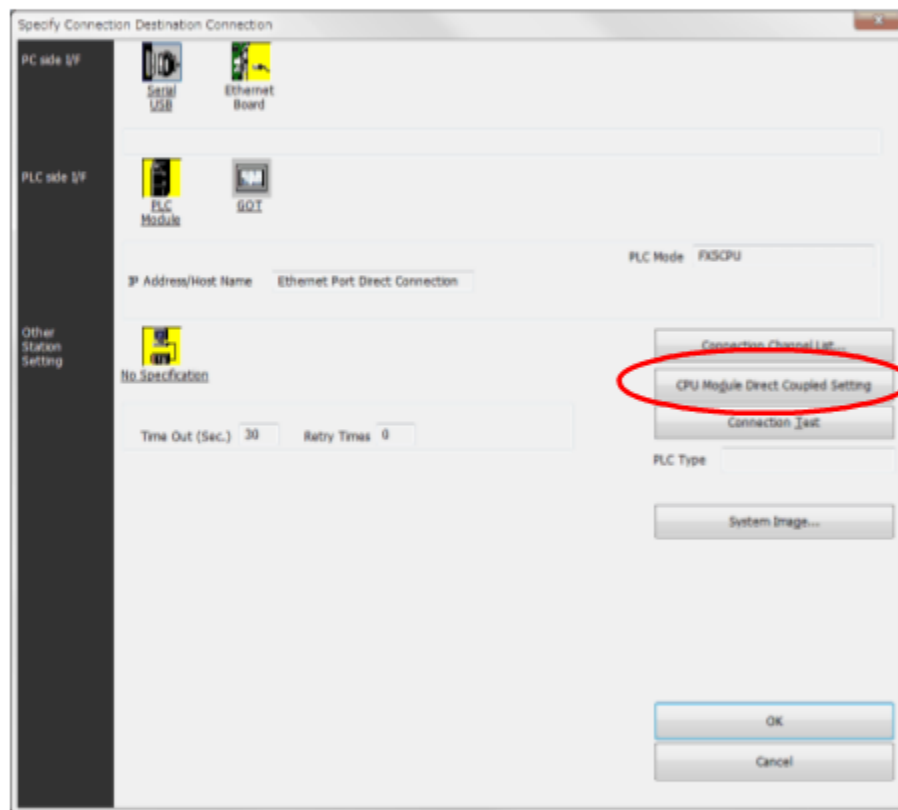 Specify Connection Destination Connection
PC side I/F
Serial
USB
Ethernet
Board
PLC side I/F
PLC
Module
GOT
PLC Mode FX5CPU
IP Address/Host Name Ethernet Port Direct Connection
Other
Station
Setting
No Specification
Connection Channel List...
CPU Module Direct Coupled Setting
Time Out (Sec.) 30 Retry Times 0
Connection Test
PLC Type
System Image...
OK
Cancel